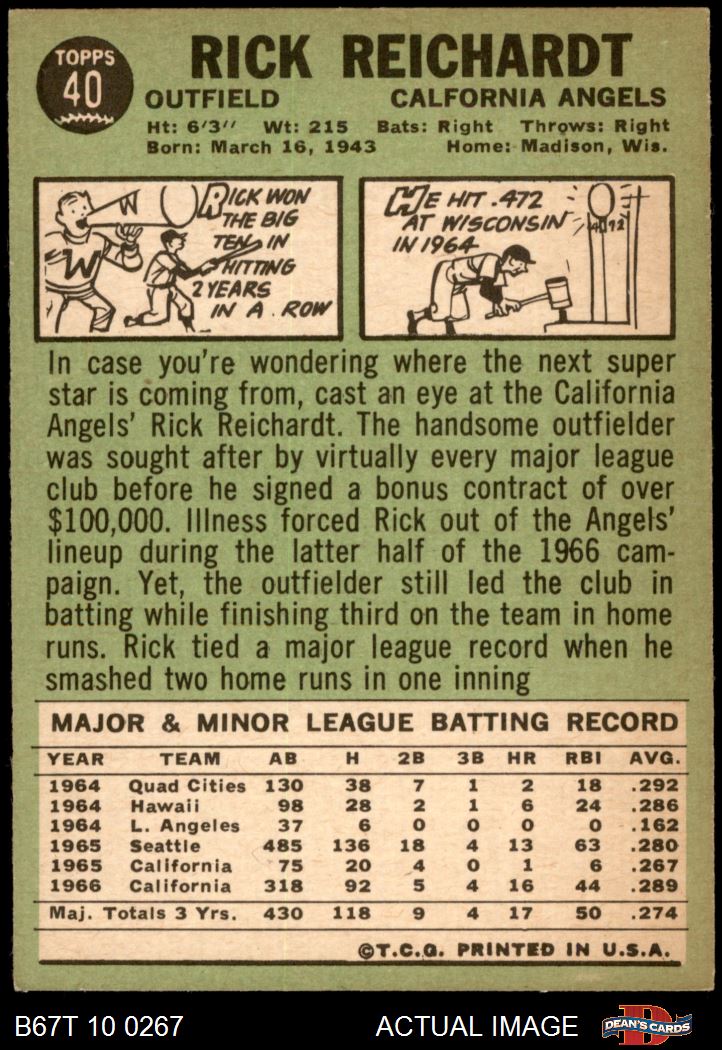 TOPPS
40
RICK REICHARDT
OUTFIELD CALFORNIA ANGELS
Ht: 6'3" Wt: 215 Bats: Right Throws: Right
Born: March 16, 1943 Home: Madison, Wis.
W
W
RICK WON
THE BIG
TEN IN
HITTING
2 YEARS
IN A ROW
HE HIT .472
AT WISCONSIN
IN 1964
.472
In case you're wondering where the next super
star is coming from, cast an eye at the California
Angels' Rick Reichardt. The handsome outfielder
was sought after by virtually every major league
club before he signed a bonus contract of over
$100,000. Illness forced Rick out of the Angels'
lineup during the latter half of the 1966 cam-
paign. Yet, the outfielder still led the club in
batting while finishing third on the team in home
runs. Rick tied a major league record when he
smashed two home runs in one inning
MAJOR & MINOR LEAGUE BATTING RECORD
YEAR TEAM AB H 2B 3B HR RBI AVG.
1964 Quad Cities 130 38 7 1 2 18 .292
1964 Hawaii 98 28 2 1 6 24 .286
1964 L. Angeles 37 6 0 0 0 0 .162
1965 Seattle 485 136 18 4 13 63 .280
1965 California 75 20 4 0 1 6 .267
1966 California 318 92 5 4 16 44 .289
Maj. Totals 3 Yrs. 430 118 9 4 17 50 .274
©T.C.G. PRINTED IN U.S.A.
B67T 10 0267 ACTUAL IMAGE D DEAN'S CARDS